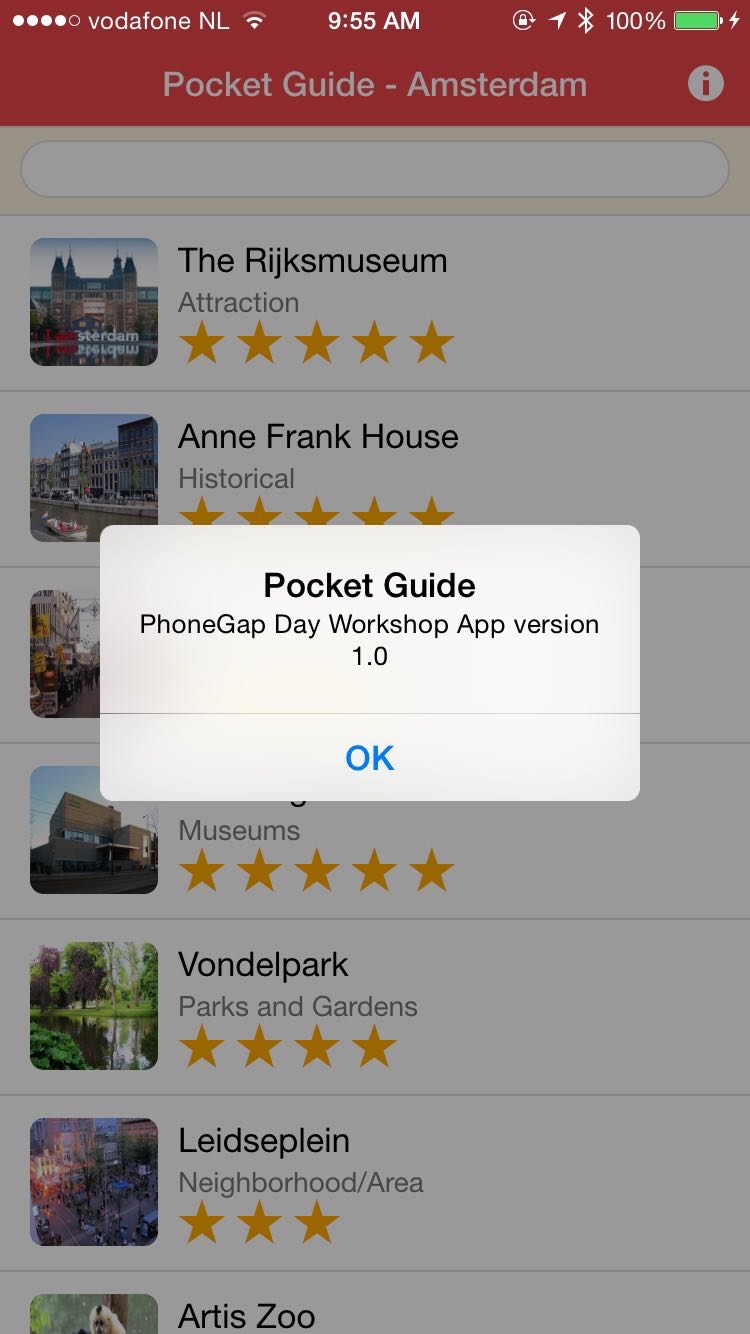 vodafone NL 9:55 AM 100%
Pocket Guide - Amsterdam
The Rijksmuseum
Attraction
Anne Frank House
Historical
Pocket Guide
PhoneGap Day Workshop App version
1.0
OK
Museums
Vondelpark
Parks and Gardens
Leidseplein
Neighborhood/Area
Artis Zoo